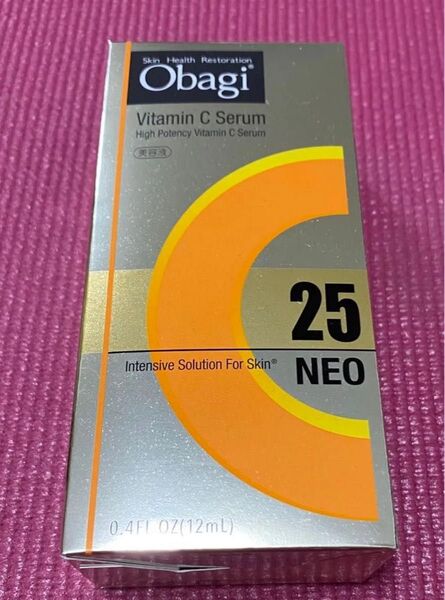 Skin Health Restoration
Obagi®
Vitamin C Serum
High Potency Vitamin C Serum
美容液
25
Intensive Solution For Skin®
NEO
0.4FL OZ(12mL)